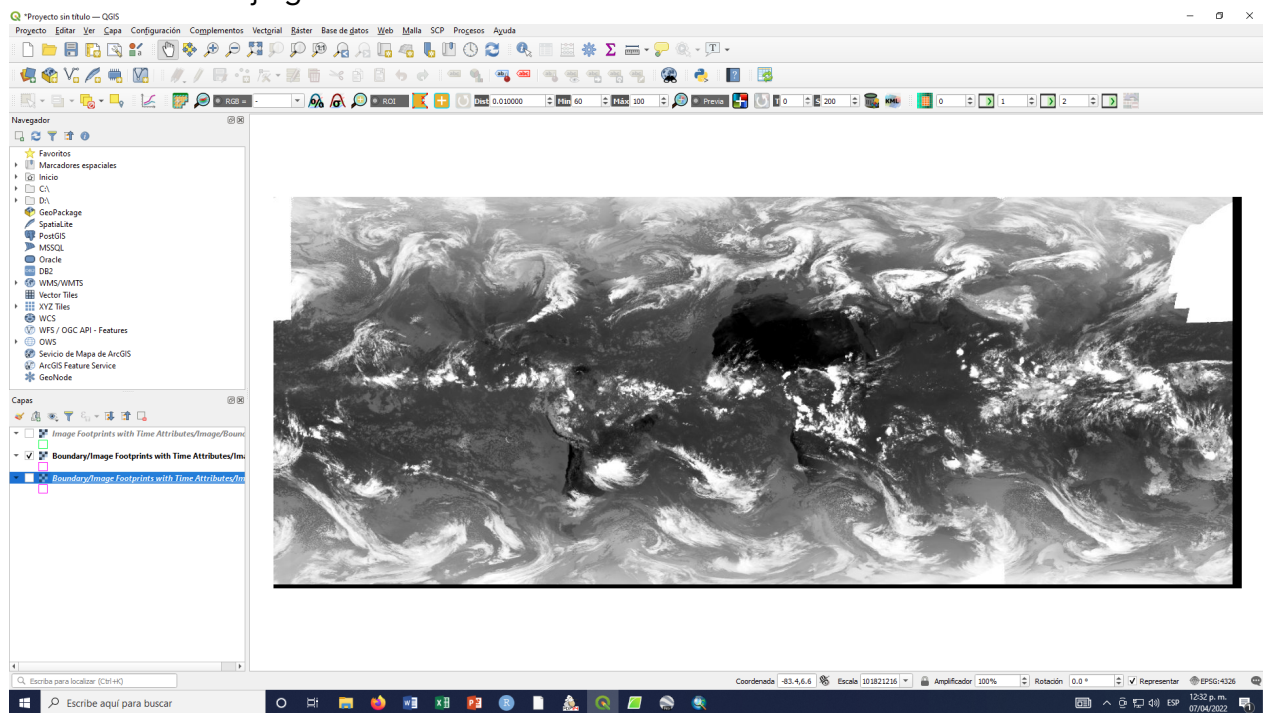 *Proyecto sin título — QGIS
Proyecto Editar Ver Capa Configuración Complementos Vectorial Ráster Base de datos Web Malla SCP Procesos Ayuda
RGB = - ROI Dist 0.010000 Mín 60 Máx 100 Previa T 0 S 200 KML 0 1 2
Navegador
Favoritos
Marcadores espaciales
Inicio
C:\
D:\
GeoPackage
SpatiaLite
PostGIS
MSSQL
Oracle
DB2
WMS/WMTS
Vector Tiles
XYZ Tiles
WCS
WFS / OGC API - Features
OWS
Sevicio de Mapa de ArcGIS
ArcGIS Feature Service
GeoNode
Capas
Image Footprints with Time Attributes/Image/Boun
Boundary/Image Footprints with Time Attributes/Im
Boundary/Image Footprints with Time Attributes/Im
Escriba para localizar (Ctrl+K)
Coordenada -83.4,6.6 Escala 101821216 Amplificador 100% Rotación 0.0 ° Representar EPSG:4326
Escribe aquí para buscar
ESP
12:32 p. m.
07/04/2022